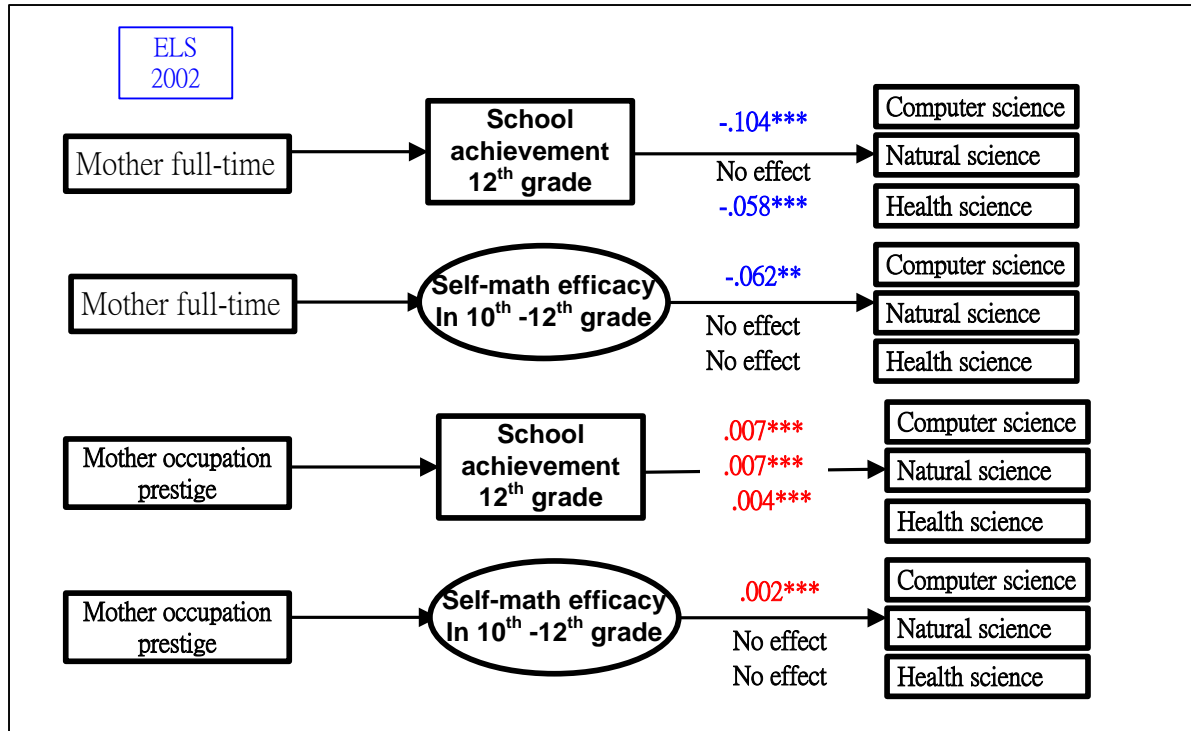 ELS
2002
Mother full-time
School
achievement
12th grade
-.104***
No effect
-.058***
Computer science
Natural science
Health science
Mother full-time
Self-math efficacy
In 10th -12th grade
-.062**
No effect
No effect
Computer science
Natural science
Health science
Mother occupation
prestige
School
achievement
12th grade
.007***
.007***
.004***
Computer science
Natural science
Health science
Mother occupation
prestige
Self-math efficacy
In 10th -12th grade
.002***
No effect
No effect
Computer science
Natural science
Health science